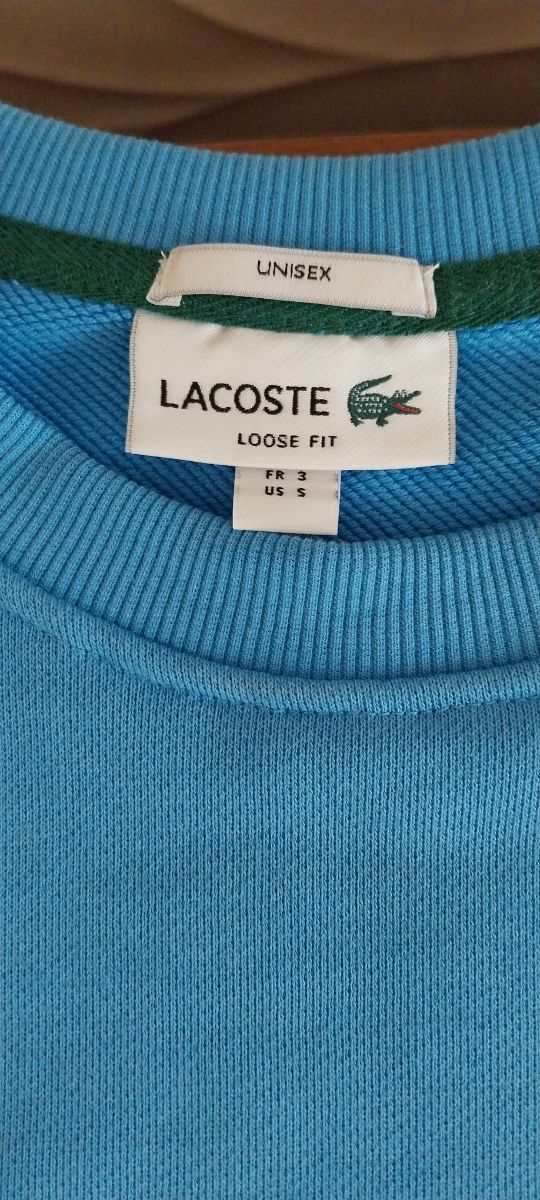 UNISEX
LACOSTE
LOOSE FIT
FR 3
US S